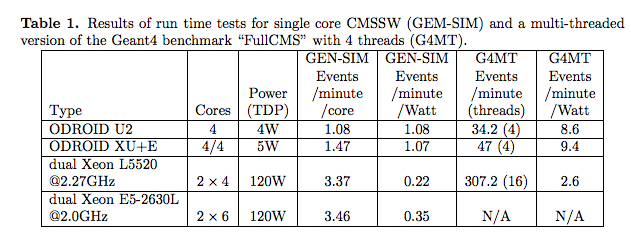 Table 1. Results of run time tests for single core CMSSW (GEM-SIM) and a multi-threaded
version of the Geant4 benchmark “FullCMS” with 4 threads (G4MT).
GEN-SIM GEN-SIM G4MT G4MT
Events Events Events Events
Power /minute /minute /minute /minute
Type Cores (TDP) /core /Watt (threads) /Watt
ODROID U2 4 4W 1.08 1.08 34.2 (4) 8.6
ODROID XU+E 4/4 5W 1.47 1.07 47 (4) 9.4
dual Xeon L5520
@2.27GHz 2 × 4 120W 3.37 0.22 307.2 (16) 2.6
dual Xeon E5-2630L
@2.0GHz 2 × 6 120W 3.46 0.35 N/A N/A